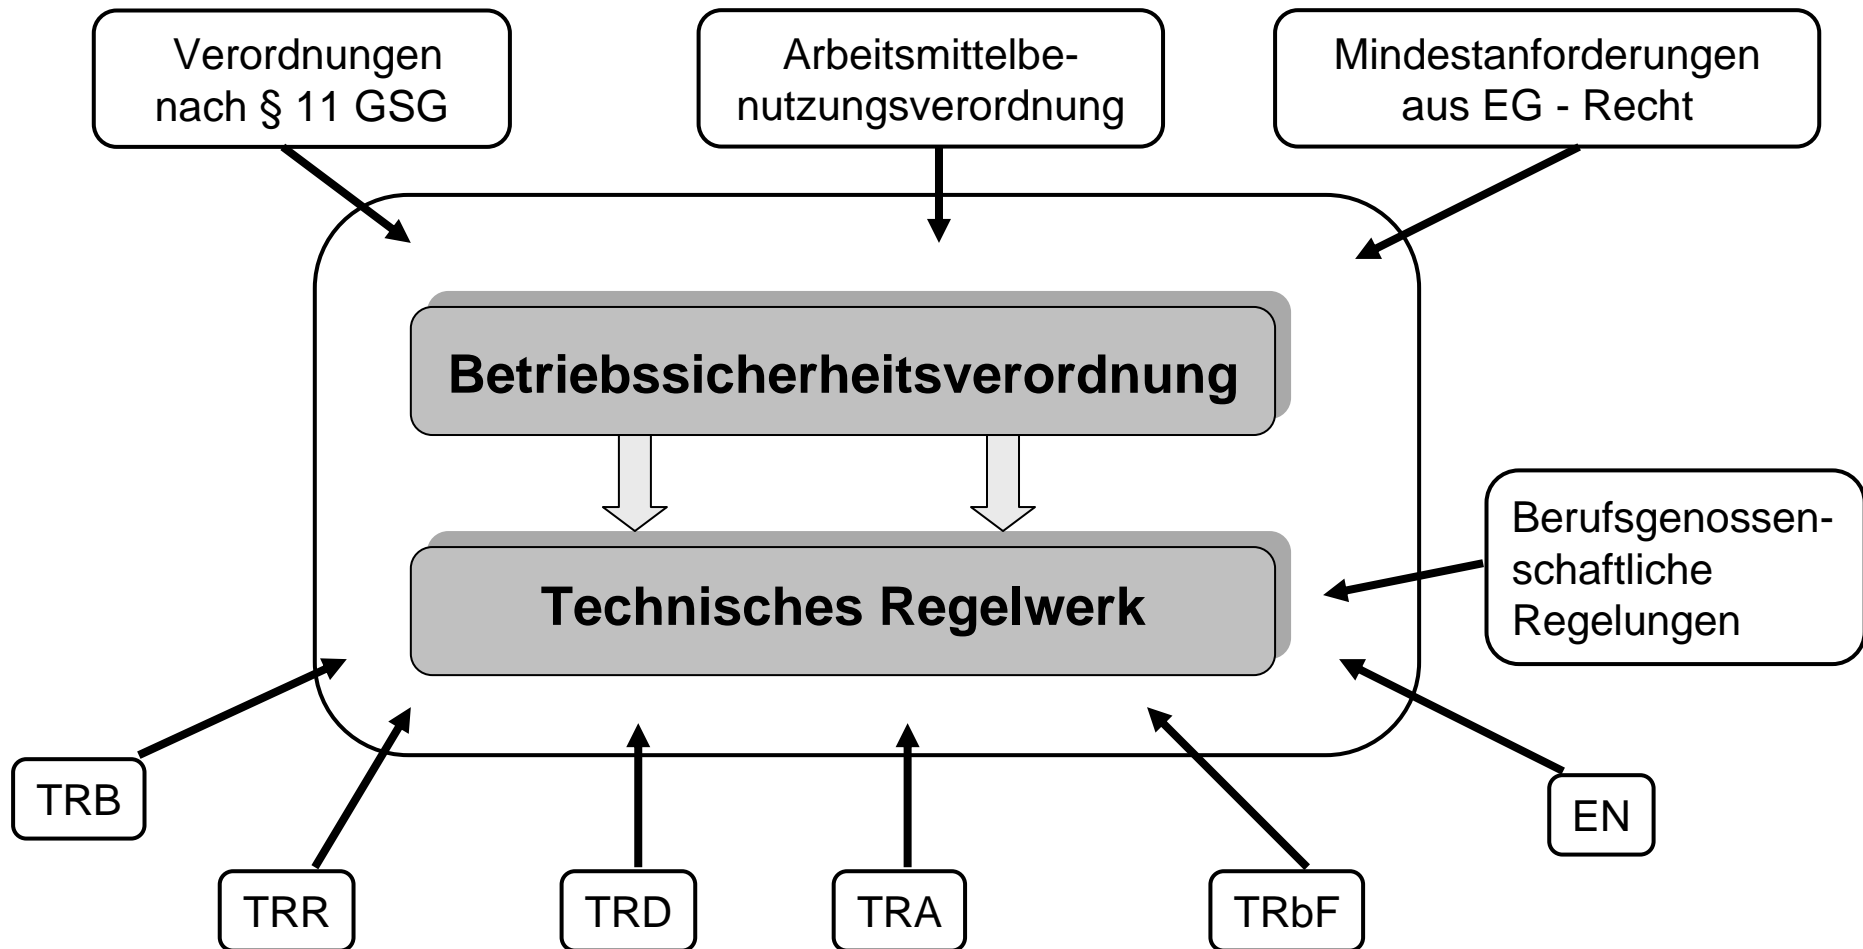 Verordnungen
nach § 11 GSG
Arbeitsmittelbe-
nutzungsverordnung
Mindestanforderungen
aus EG - Recht
Betriebssicherheitsverordnung
Berufsgenossen-
schaftliche
Regelungen
Technisches Regelwerk
TRB
EN
TRR
TRD
TRA
TRbF